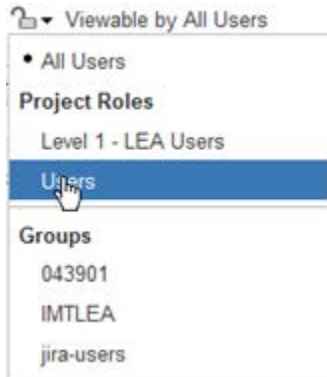 Viewable by All Users
All Users
Project Roles
Level 1 - LEA Users
Users
Groups
043901
IMTLEA
jira-users